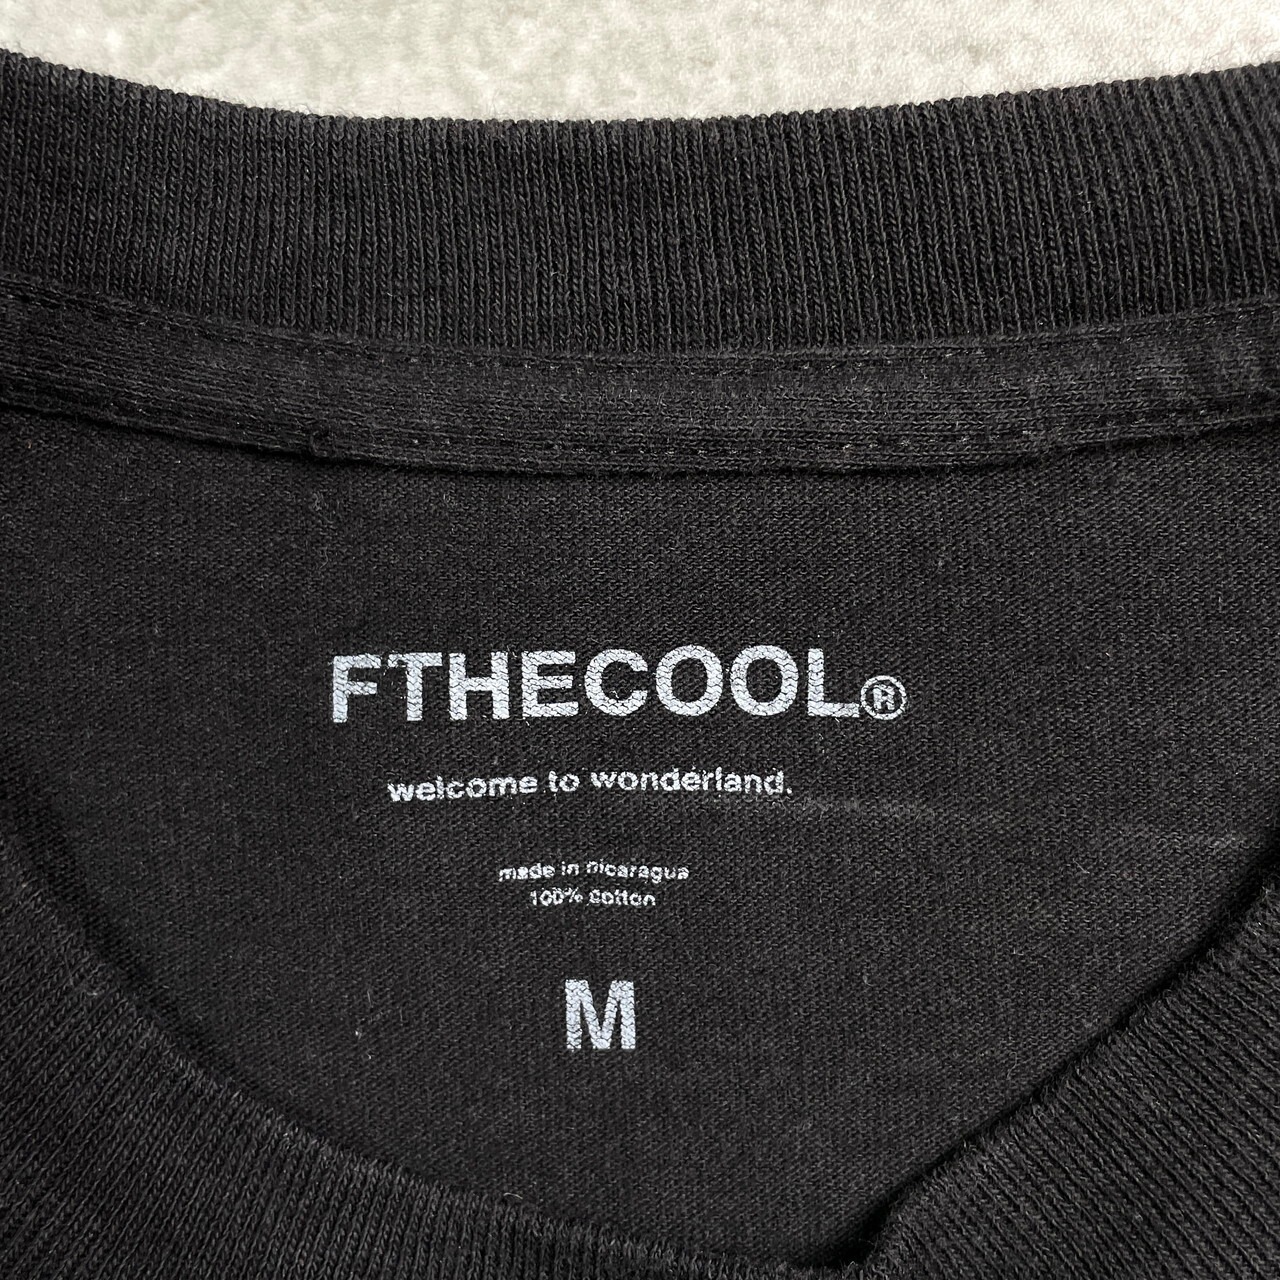 FTHECOOL®
welcome to wonderland.
made in nicaragua
100% cotton
M